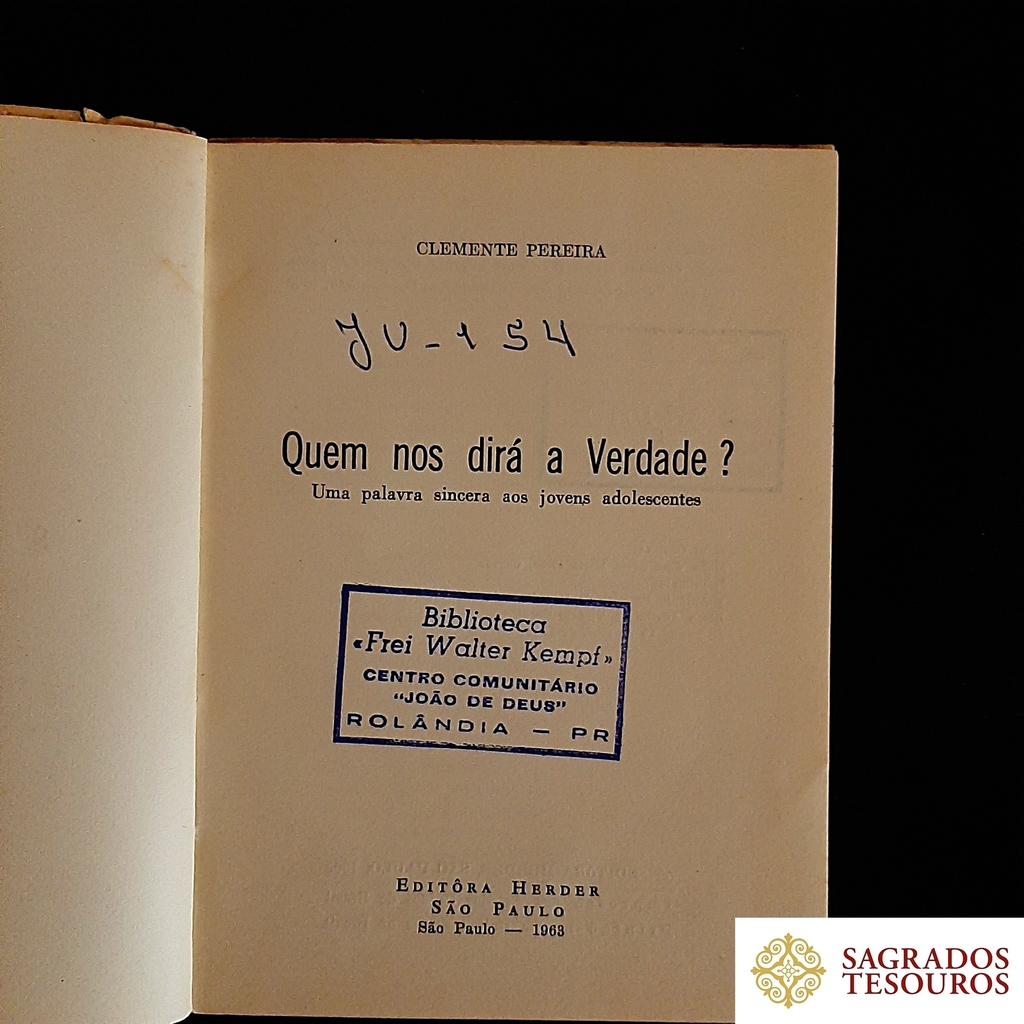 CLEMENTE PEREIRA
JU-154
Quem nos dirá a Verdade ?
Uma palavra sincera aos jovens adolescentes
Biblioteca
«Frei Walter Kempf»
CENTRO COMUNITÁRIO
"JOÃO DE DEUS"
ROLÂNDIA — PR
EDITÔRA HERDER
SÃO PAULO
São Paulo — 1963
SAGRADOS
TESOUROS